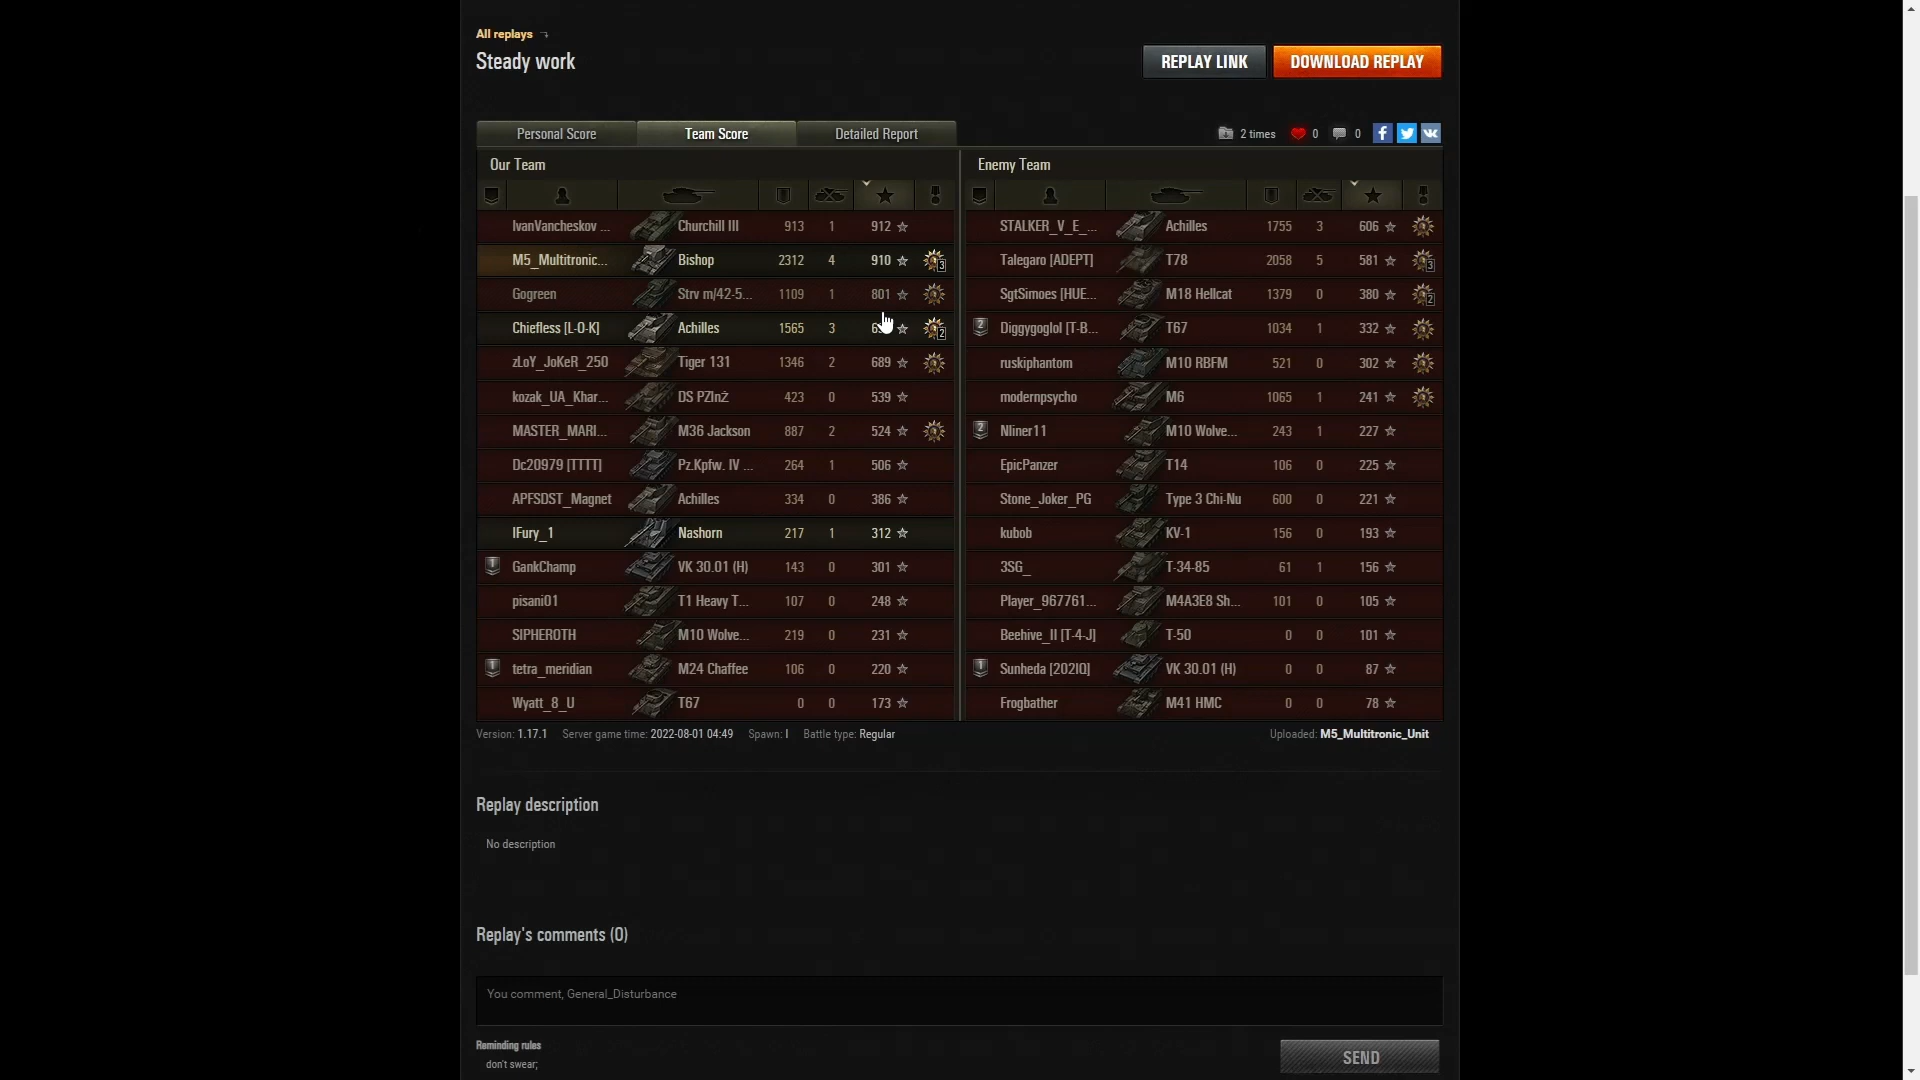 All replays
Steady work
REPLAY LINK
DOWNLOAD REPLAY
Personal Score
Team Score
Detailed Report
2 times
0
0
Our Team
Enemy Team
IvanVancheskov ... Churchill III 913 1 912
STALKER_V_E_... Achilles 1755 3 606
M5_Multitronic... Bishop 2312 4 910 3
Talegaro [ADEPT] T78 2058 5 581 3
Gogreen Strv m/42-5... 1109 1 801
SgtSimoes [HUE... M18 Hellcat 1379 0 380 2
Chiefless [L-O-K] Achilles 1565 3 2
2 Diggygoglol [T-B... T67 1034 1 332
zLoY_JoKeR_250 Tiger 131 1346 2 689
ruskiphantom M10 RBFM 521 0 302
kozak_UA_Khar... DS PZInż 423 0 539
modernpsycho M6 1065 1 241
MASTER_MARI... M36 Jackson 887 2 524
2 Nliner11 M10 Wolve... 243 1 227
Dc20979 [TTTT] Pz.Kpfw. IV ... 264 1 506
EpicPanzer T14 106 0 225
APFSDST_Magnet Achilles 334 0 386
Stone_Joker_PG Type 3 Chi-Nu 600 0 221
IFury_1 Nashorn 217 1 312
kubob KV-1 156 0 193
1 GankChamp VK 30.01 (H) 143 0 301
3SG_ T-34-85 61 1 156
pisani01 T1 Heavy T... 107 0 248
Player_967761... M4A3E8 Sh... 101 0 105
SIPHEROTH M10 Wolve... 219 0 231
Beehive_II [T-4-J] T-50 0 0 101
1 tetra_meridian M24 Chaffee 106 0 220
1 Sunheda [202IQ] VK 30.01 (H) 0 0 87
Wyatt_8_U T67 0 0 173
Frogbather M41 HMC 0 0 78
Version: 1.17.1 Server game time: 2022-08-01 04:49 Spawn: I Battle type: Regular
Uploaded: M5_Multitronic_Unit
Replay description
No description
Replay's comments (0)
You comment, General_Disturbance
Reminding rules
don't swear;
SEND